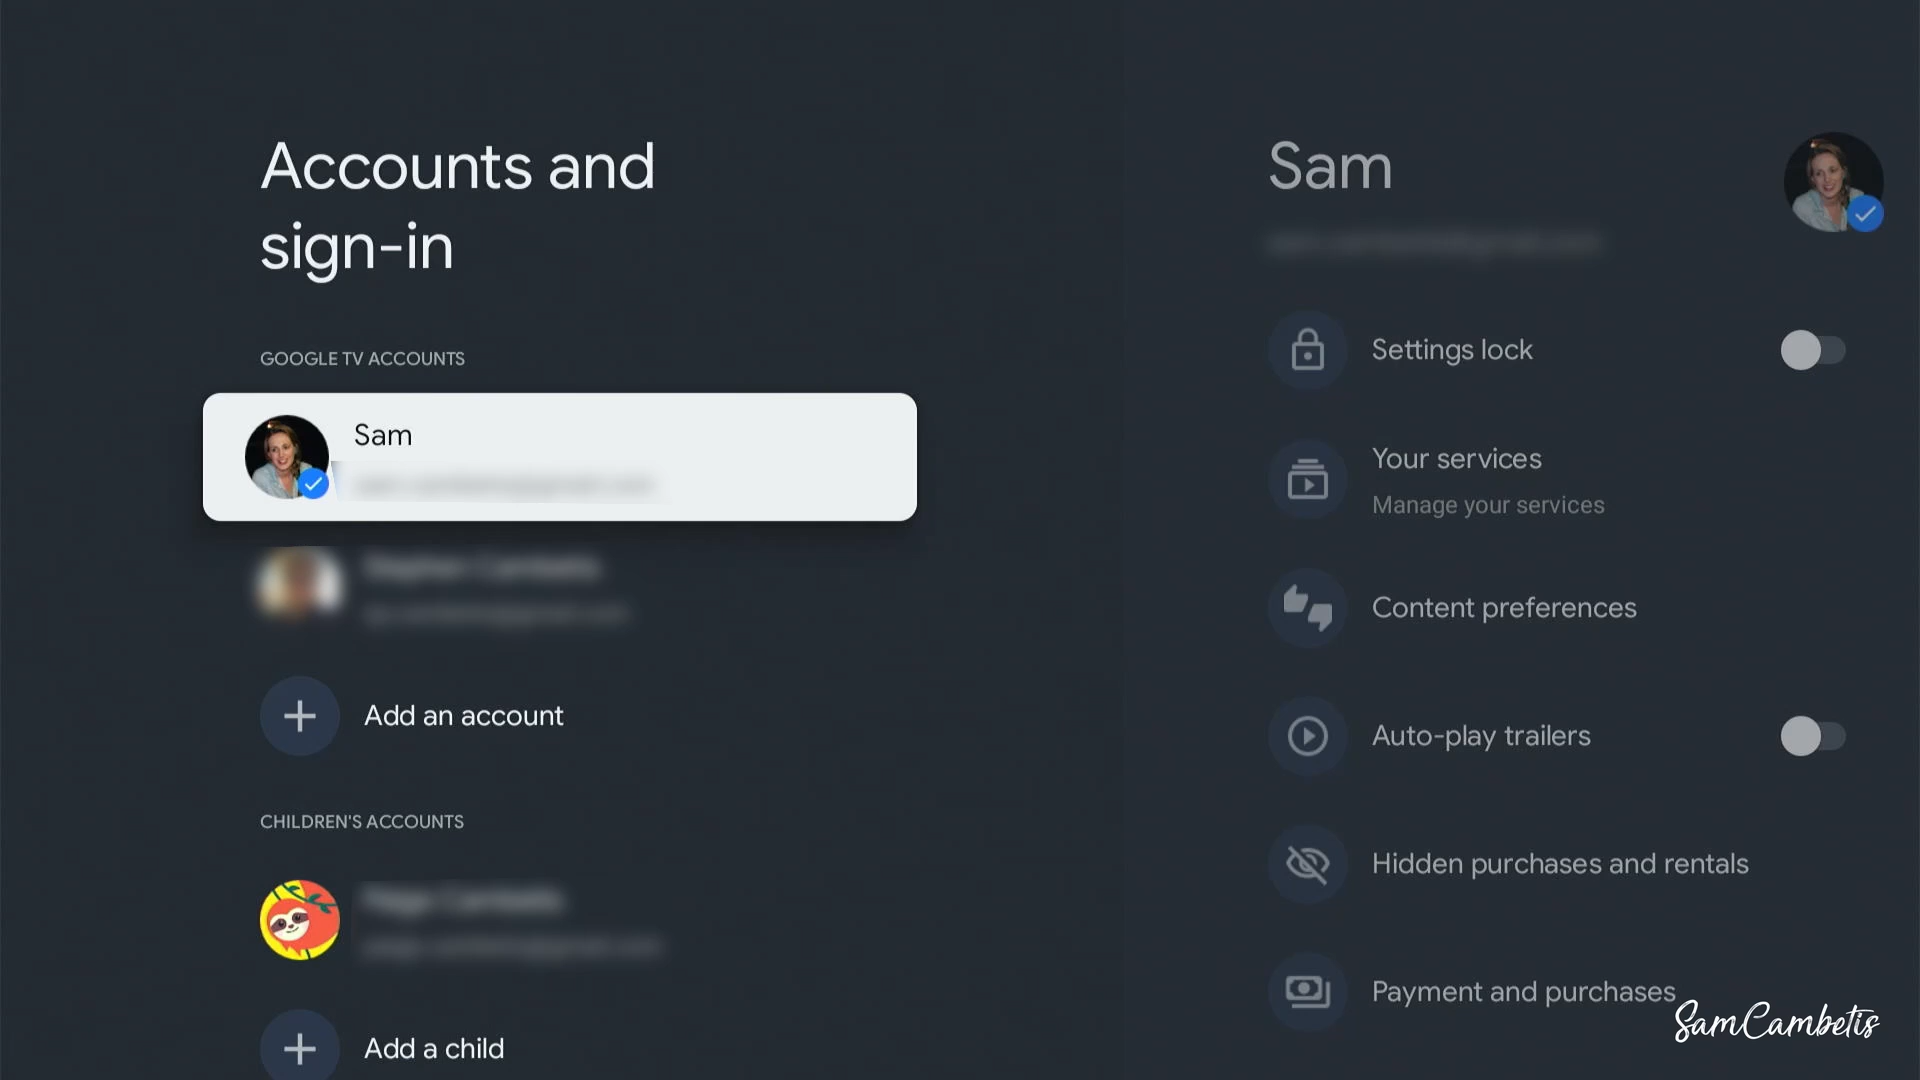 Accounts and
sign-in
GOOGLE TV ACCOUNTS
Sam
Add an account
CHILDREN'S ACCOUNTS
Add a child
Sam
Settings lock
Your services
Manage your services
Content preferences
Auto-play trailers
Hidden purchases and rentals
Payment and purchases
SamCambetis